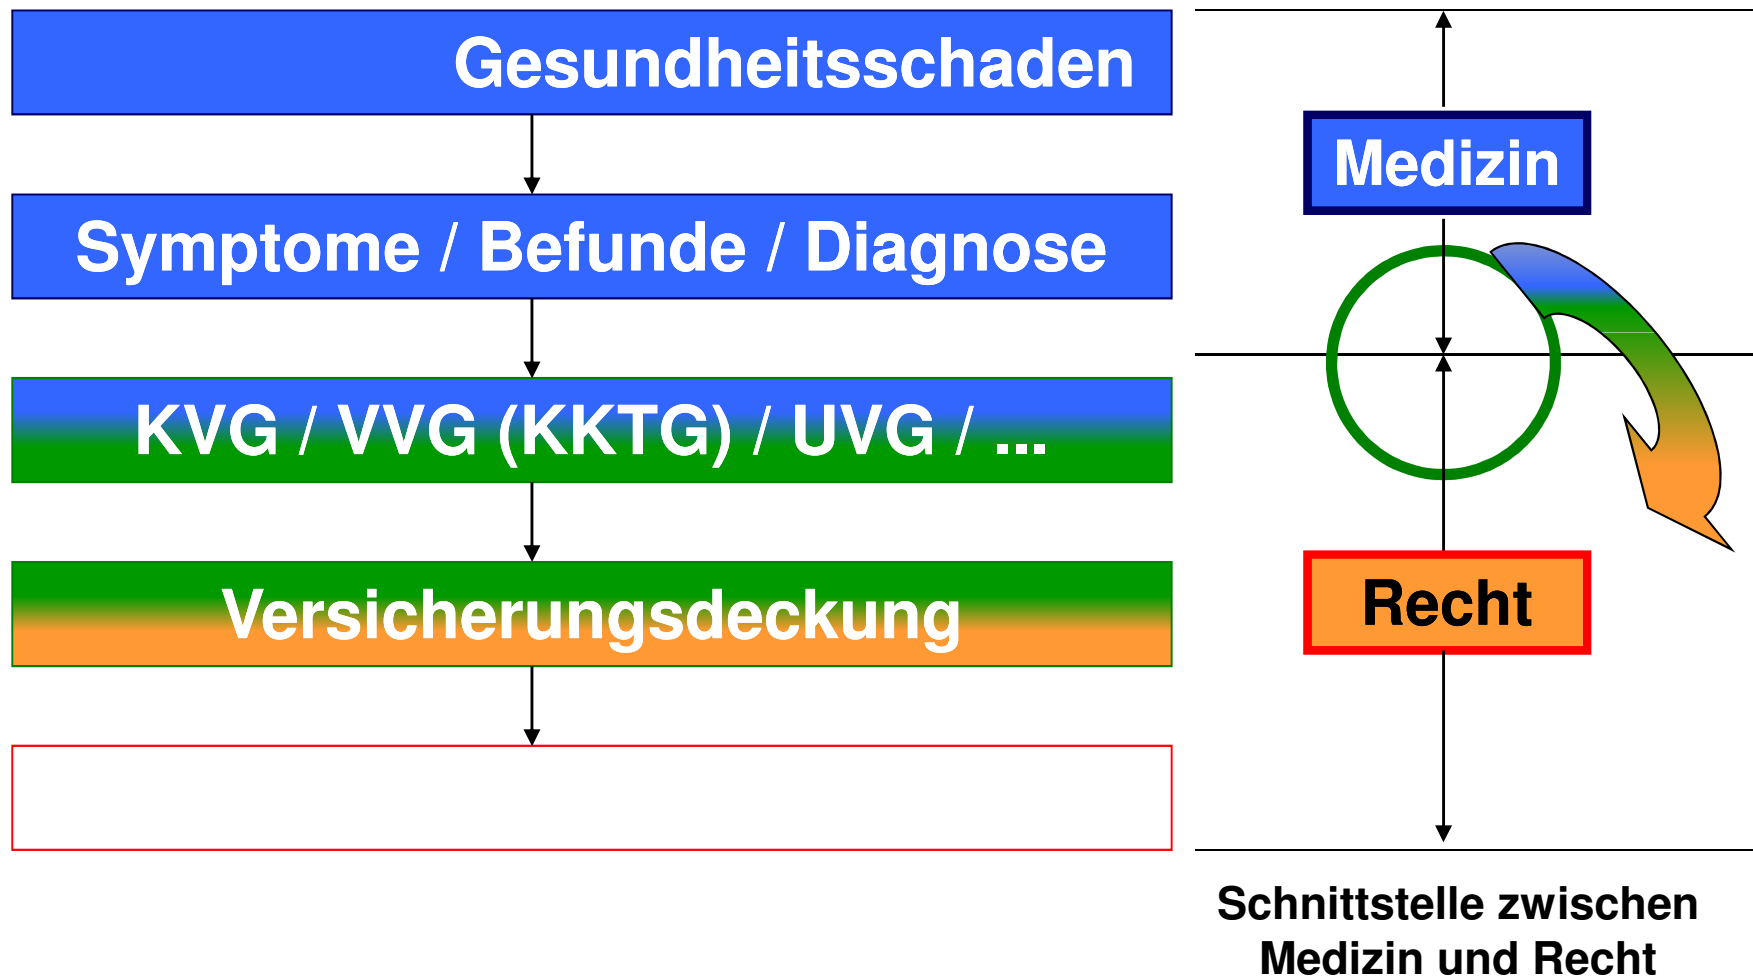 Gesundheitsschaden
Symptome / Befunde / Diagnose
KVG / VVG (KKTG) / UVG / ...
Versicherungsdeckung
Medizin
Recht
Schnittstelle zwischen
Medizin und Recht